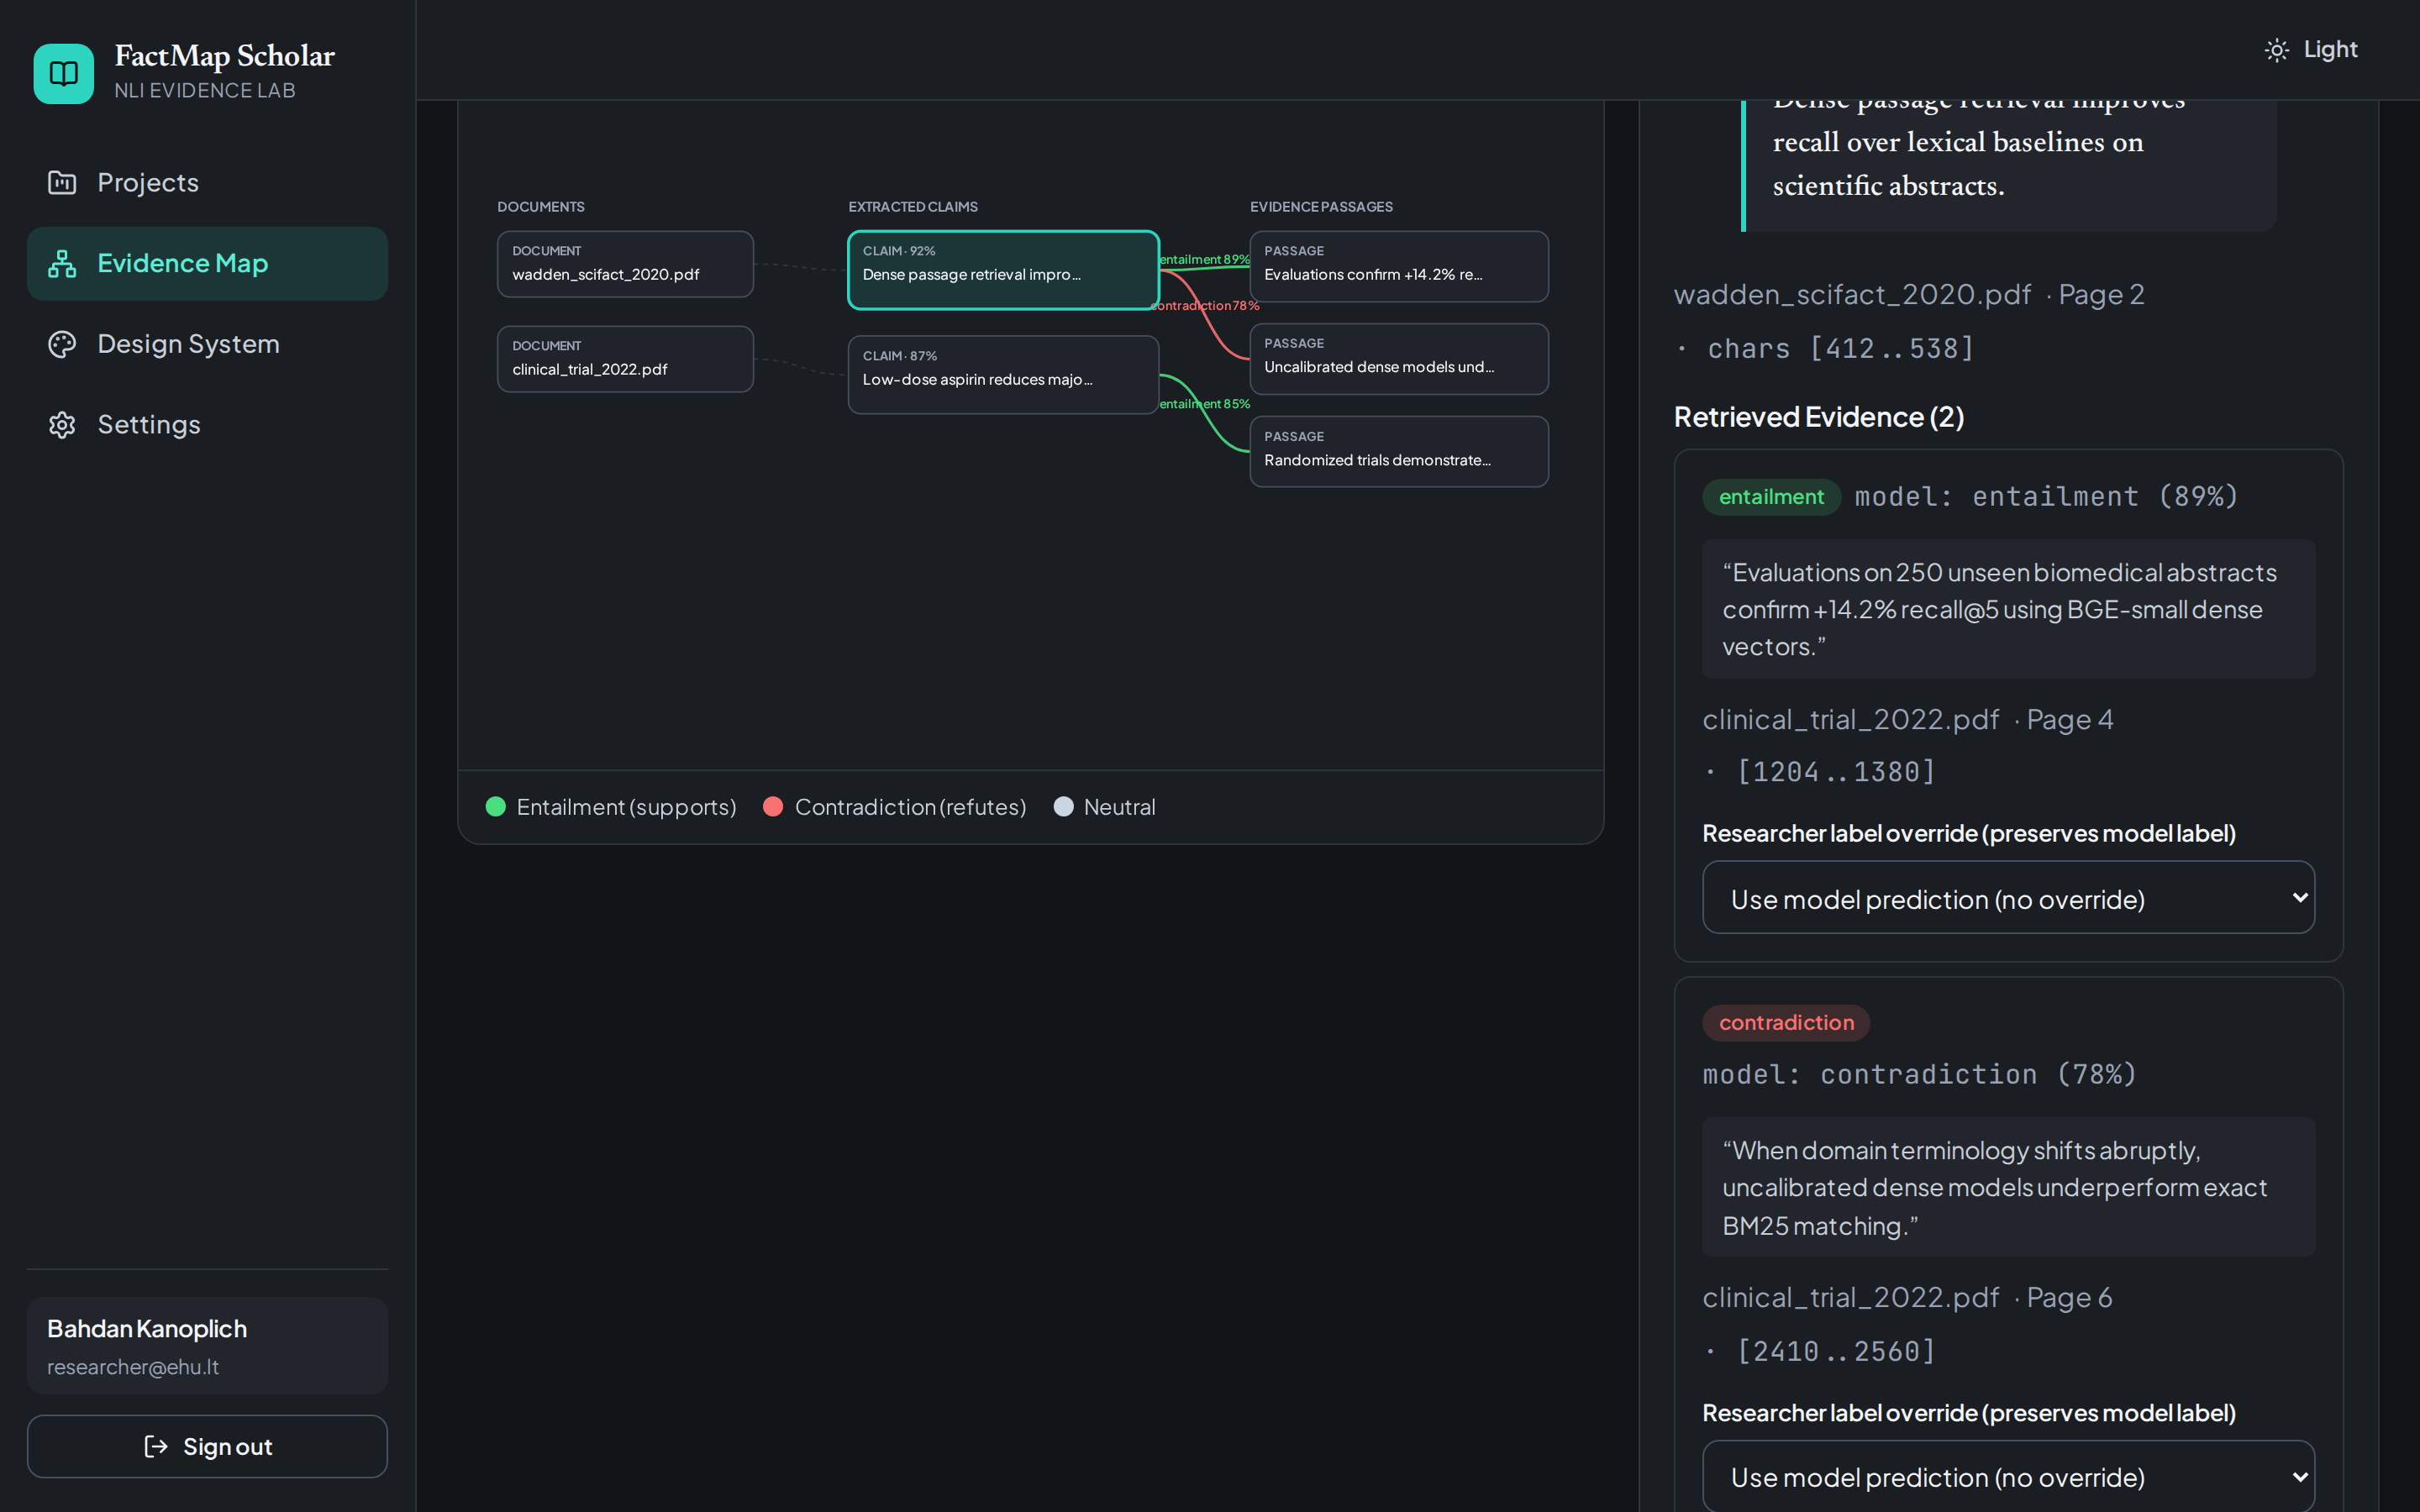 FactMap Scholar
NLI EVIDENCE LAB
Projects
Evidence Map
Design System
Settings
Bahdan Kanoplich
researcher@ehu.lt
Sign out
Light
DOCUMENTS
DOCUMENT
wadden_scifact_2020.pdf
DOCUMENT
clinical_trial_2022.pdf
EXTRACTED CLAIMS
CLAIM · 92%
Dense passage retrieval impro...
CLAIM · 87%
Low-dose aspirin reduces majo...
entailment 89%
contradiction 78%
entailment 85%
EVIDENCE PASSAGES
PASSAGE
Evaluations confirm +14.2% re...
PASSAGE
Uncalibrated dense models und...
PASSAGE
Randomized trials demonstrate...
Entailment (supports)
Contradiction (refutes)
Neutral
Dense passage retrieval improves
recall over lexical baselines on
scientific abstracts.
wadden_scifact_2020.pdf · Page 2
· chars [412..538]
Retrieved Evidence (2)
entailment model: entailment (89%)
“Evaluations on 250 unseen biomedical abstracts
confirm +14.2% recall@5 using BGE-small dense
vectors.”
clinical_trial_2022.pdf · Page 4
· [1204..1380]
Researcher label override (preserves model label)
Use model prediction (no override)
contradiction
model: contradiction (78%)
“When domain terminology shifts abruptly,
uncalibrated dense models underperform exact
BM25 matching.”
clinical_trial_2022.pdf · Page 6
· [2410..2560]
Researcher label override (preserves model label)
Use model prediction (no override)